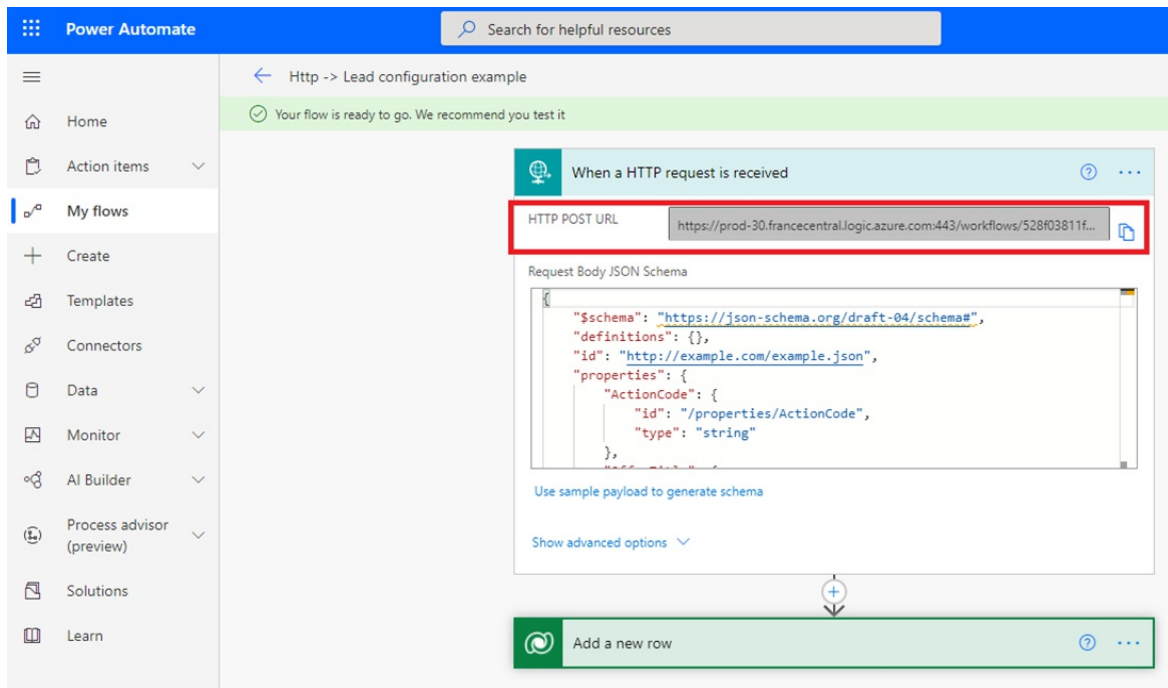 Power Automate
Search for helpful resources
Http -> Lead configuration example
Your flow is ready to go. We recommend you test it
Home
Action items
My flows
Create
Templates
Connectors
Data
Monitor
AI Builder
Process advisor
(preview)
Solutions
Learn
When a HTTP request is received
HTTP POST URL
https://prod-30.francecentral.logic.azure.com:443/workflows/528f03811f...
Request Body JSON Schema
{
"$schema": "https://json-schema.org/draft-04/schema#",
"definitions": {},
"id": "http://example.com/example.json",
"properties": {
"ActionCode": {
"id": "/properties/ActionCode",
"type": "string"
},
Use sample payload to generate schema
Show advanced options
Add a new row